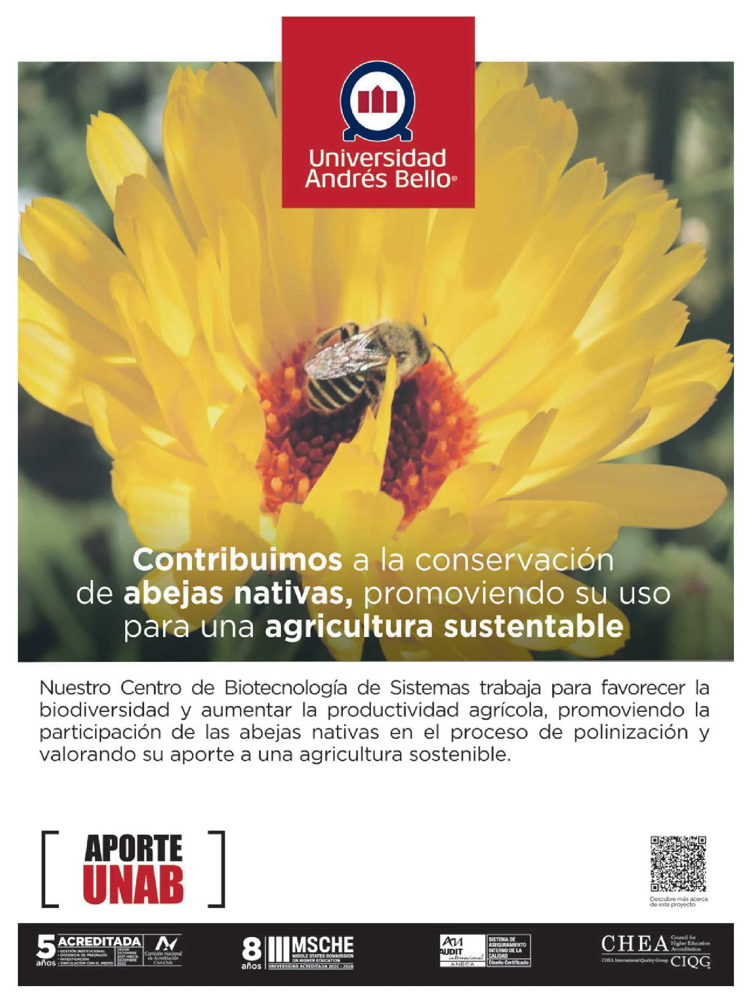 Universidad
Andrés Bello®
Contribuimos a la conservación
de abejas nativas, promoviendo su uso
para una agricultura sustentable
Nuestro Centro de Biotecnología de Sistemas trabaja para favorecer la
biodiversidad y aumentar la productividad agrícola, promoviendo la
participación de las abejas nativas en el proceso de polinización y
valorando su aporte a una agricultura sostenible.
APORTE
UNAB
Descubre más acerca
de este proyecto
5 años
ACREDITADA
• GESTIÓN INSTITUCIONAL
• DOCENCIA DE PREGRADO
• INVESTIGACIÓN
• VINCULACIÓN CON EL MEDIO
DESDE
DICIEMBRE
2017 HASTA
DICIEMBRE
2022
Comisión Nacional
de Acreditación
CNA-Chile
8 años
MSCHE
MIDDLE STATES COMMISSION
ON HIGHER EDUCATION
UNIVERSIDAD ACREDITADA 2020 - 2028
AUDIT
internacional
ANECA
SISTEMA DE
ASEGURAMIENTO
INTERNO DE LA
CALIDAD
Diseño Certificado
CHEA
Council for
Higher Education
Accreditation
CHEA International Quality Group
CIQG